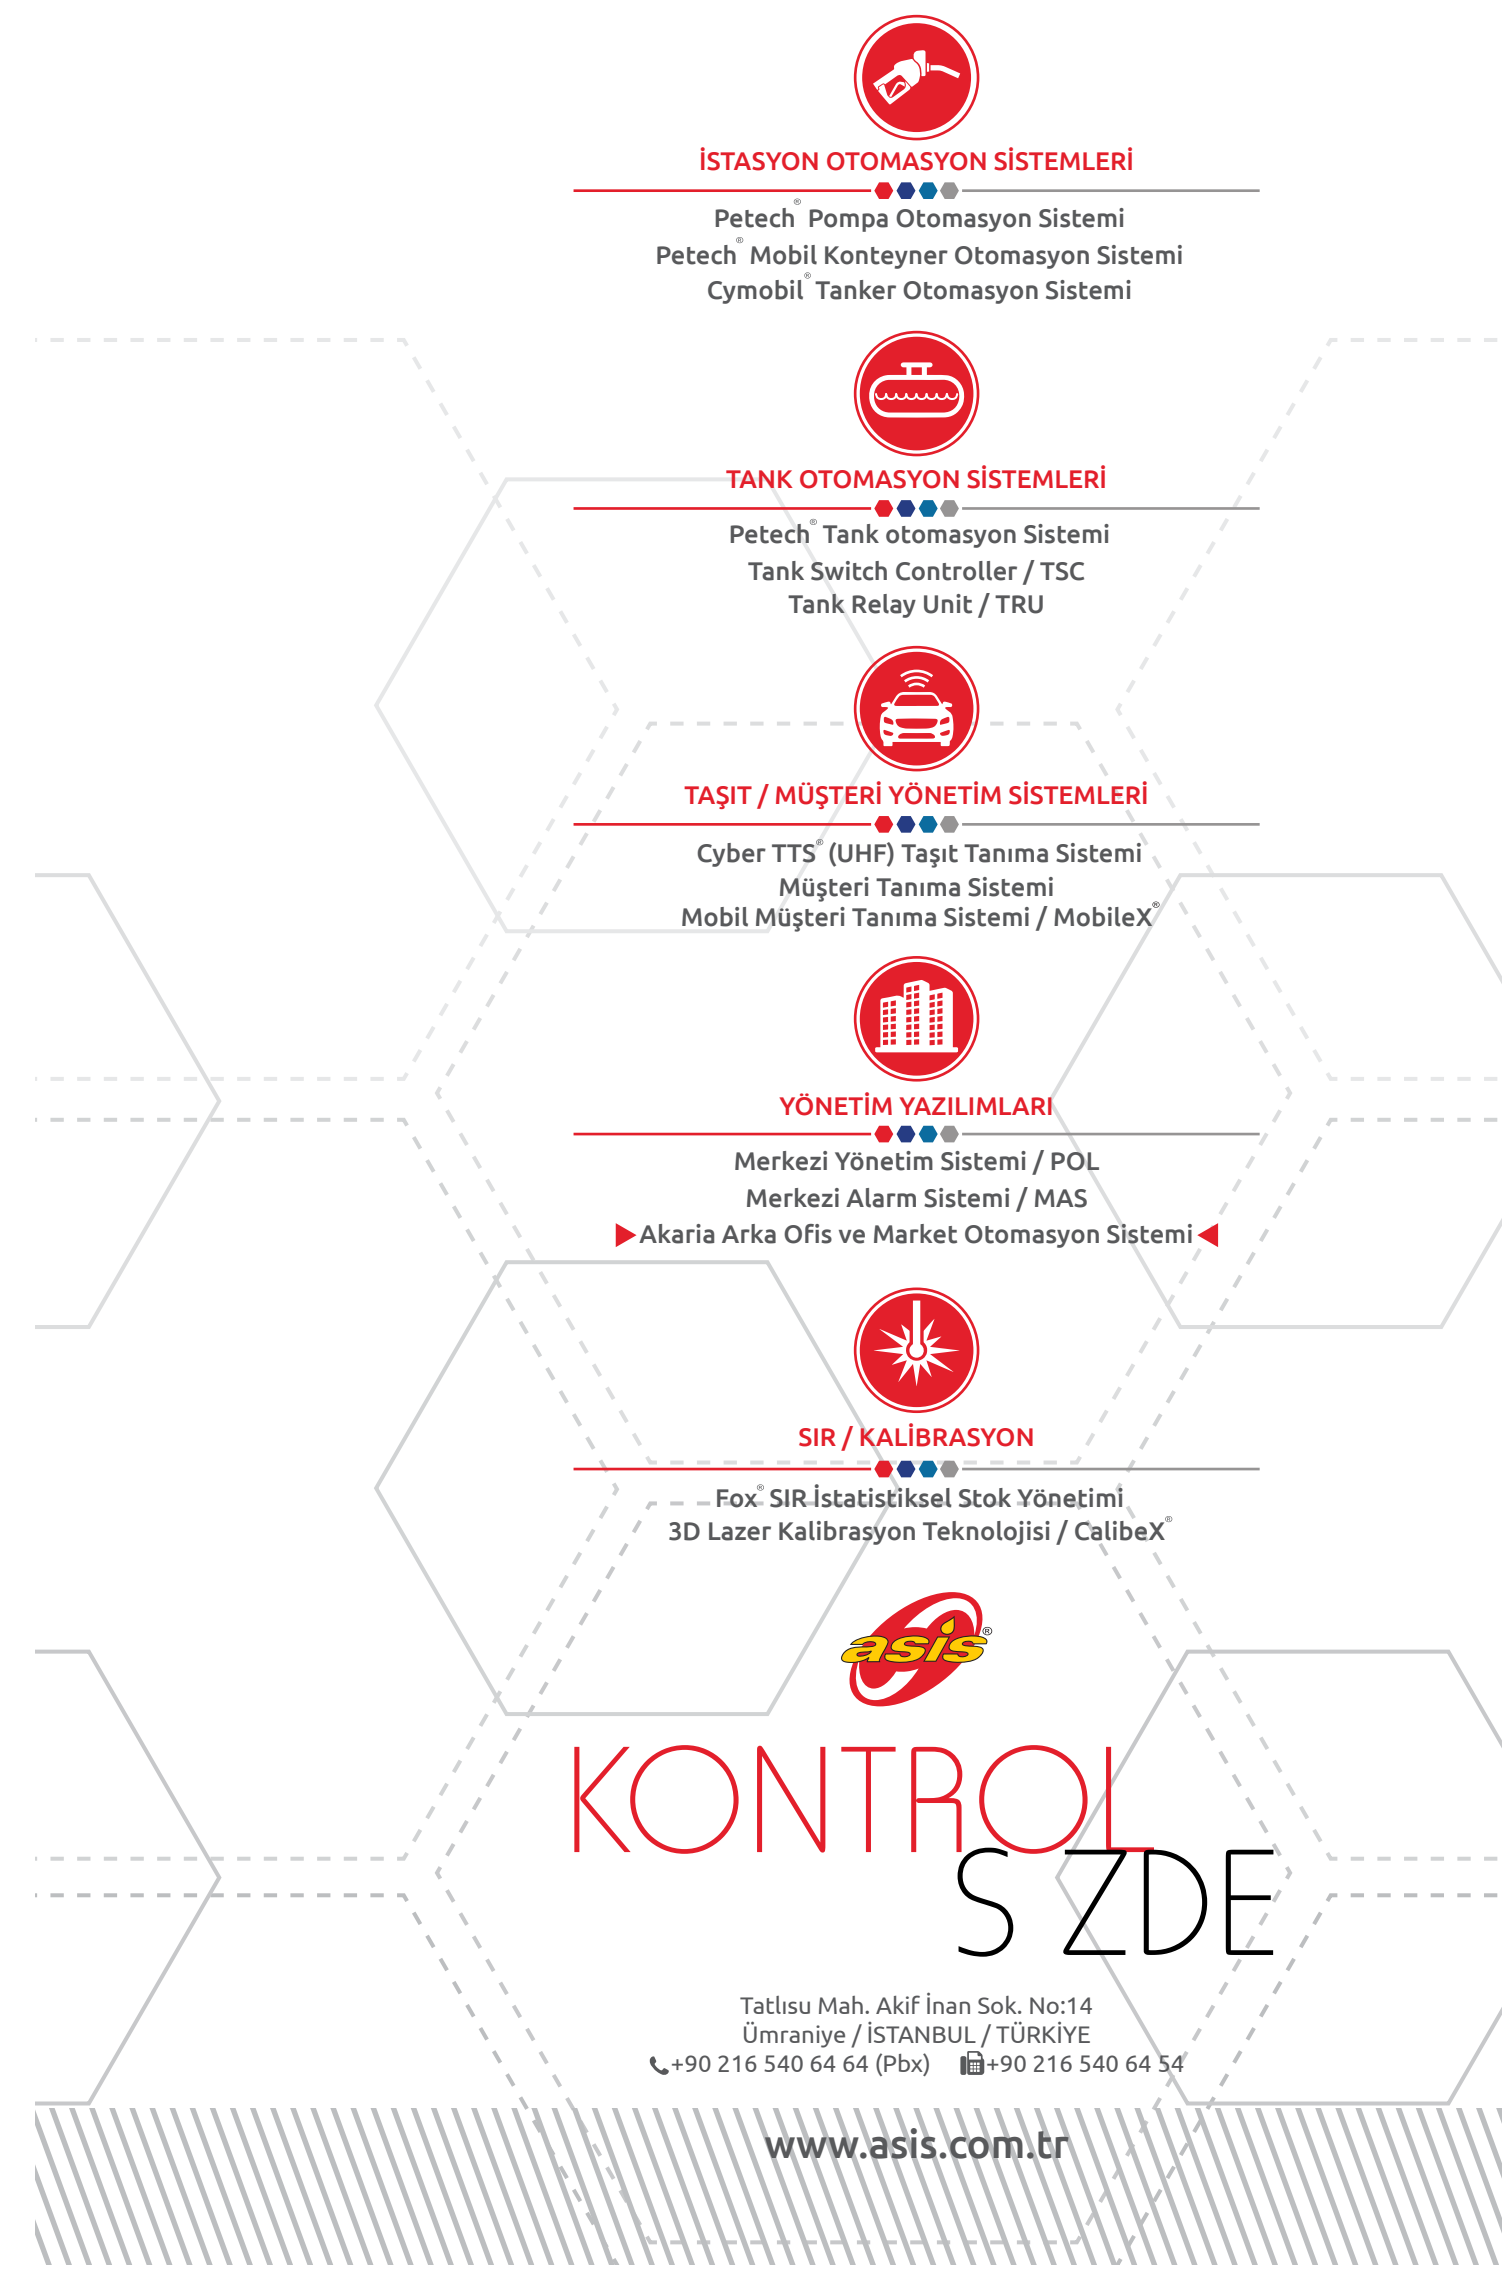 İSTASYON OTOMASYON SİSTEMLERİ
Petech® Pompa Otomasyon Sistemi
Petech® Mobil Konteyner Otomasyon Sistemi
Cymobil® Tanker Otomasyon Sistemi
TANK OTOMASYON SİSTEMLERİ
Petech® Tank otomasyon Sistemi
Tank Switch Controller / TSC
Tank Relay Unit / TRU
TAŞIT / MÜŞTERİ YÖNETİM SİSTEMLERİ
Cyber TTS® (UHF) Taşıt Tanıma Sistemi
Müşteri Tanıma Sistemi
Mobil Müşteri Tanıma Sistemi / MobileX®
YÖNETİM YAZILIMLARI
Merkezi Yönetim Sistemi / POL
Merkezi Alarm Sistemi / MAS
Akaria Arka Ofis ve Market Otomasyon Sistemi
SIR / KALİBRASYON
Fox® SIR İstatistiksel Stok Yönetimi
3D Lazer Kalibrasyon Teknolojisi / CalibeX®
asis®
KONTROL
S ZDE
Tatlısu Mah. Akif İnan Sok. No:14
Ümraniye / İSTANBUL / TÜRKİYE
+90 216 540 64 64 (Pbx) +90 216 540 64 54
www.asis.com.tr